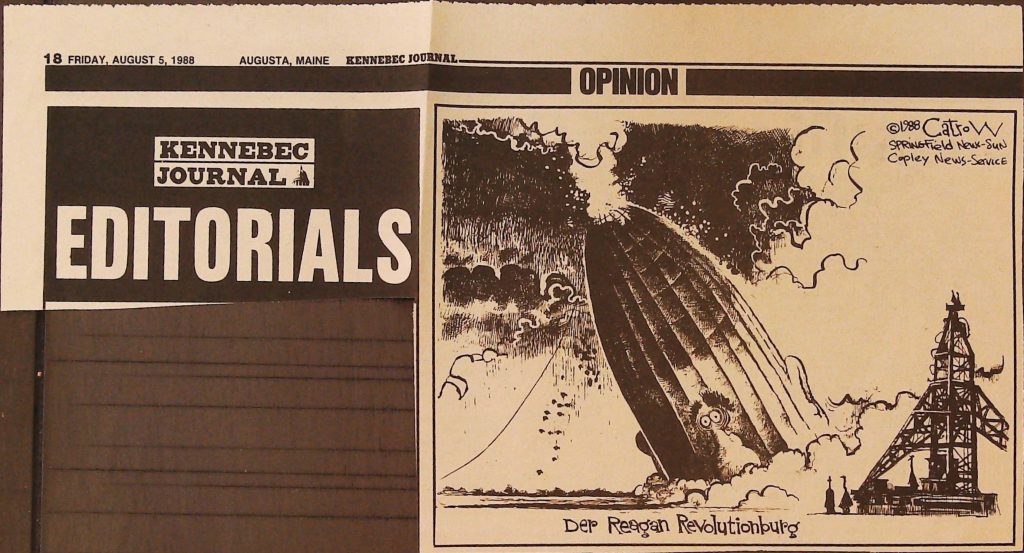 18 FRIDAY, AUGUST 5, 1988 AUGUSTA, MAINE KENNEBEC JOURNAL
OPINION
KENNEBEC
JOURNAL
EDITORIALS
©1988 CatroW
SPRINGfield NEWS-SUN
Copley NEWS-SERVICE
Der Reagan Revolutionburg